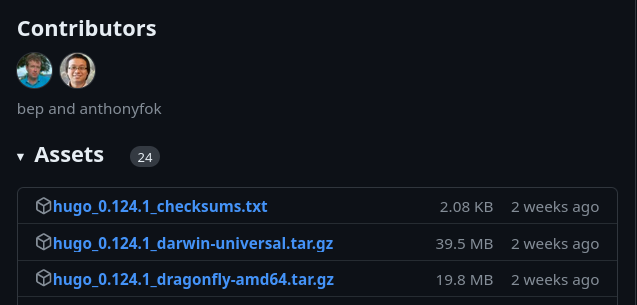 Contributors
bep and anthonyfok
Assets 24
hugo_0.124.1_checksums.txt 2.08 KB 2 weeks ago
hugo_0.124.1_darwin-universal.tar.gz 39.5 MB 2 weeks ago
hugo_0.124.1_dragonfly-amd64.tar.gz 19.8 MB 2 weeks ago